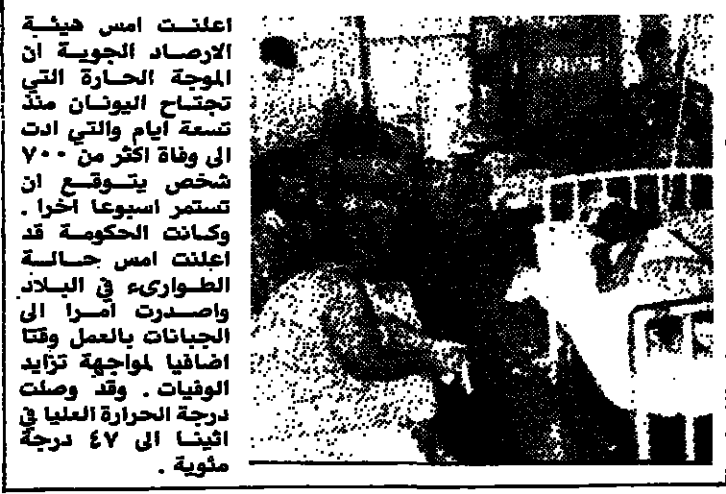 اعلنت امس هيئة
الارصاد الجوية ان
الموجة الحارة التي
تجتاح اليونان منذ
تسعة ايام والتي ادت
الى وفاة اكثر من ٧٠٠
شخص يتوقع ان
تستمر اسبوعا اخرا .
وكانت الحكومة قد
اعلنت امس حالة
الطوارىء في البلاد
واصدرت امرا الى
الجبانات بالعمل وقتا
اضافيا لمواجهة تزايد
الوفيات . وقد وصلت
درجة الحرارة العليا في
اثينا الى ٤٧ درجة
مئوية .